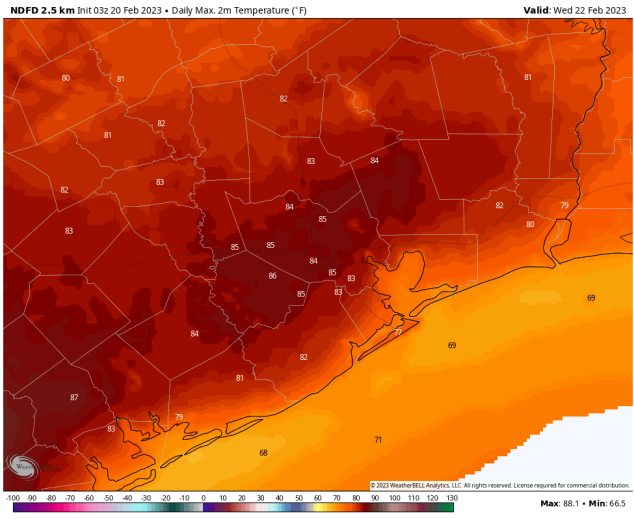 NDFD 2.5 km Init 03z 20 Feb 2023 • Daily Max. 2m Temperature (°F)
Valid: Wed 22 Feb 2023
80 81 81
82
82 81
83 84
82 83
84 82 79
85 80
83
85 85
84
86 85 83
85 83 69
84 77
69
82
81
87
79
83
71
68
© 2023 WeatherBELL Analytics, LLC. All rights reserved. License required for commercial distribution.
-100 -90 -80 -70 -60 -50 -40 -30 -20 -10 0 10 20 30 40 50 60 70 80 90 100 110 120 130
Max: 88.1 • Min: 66.5